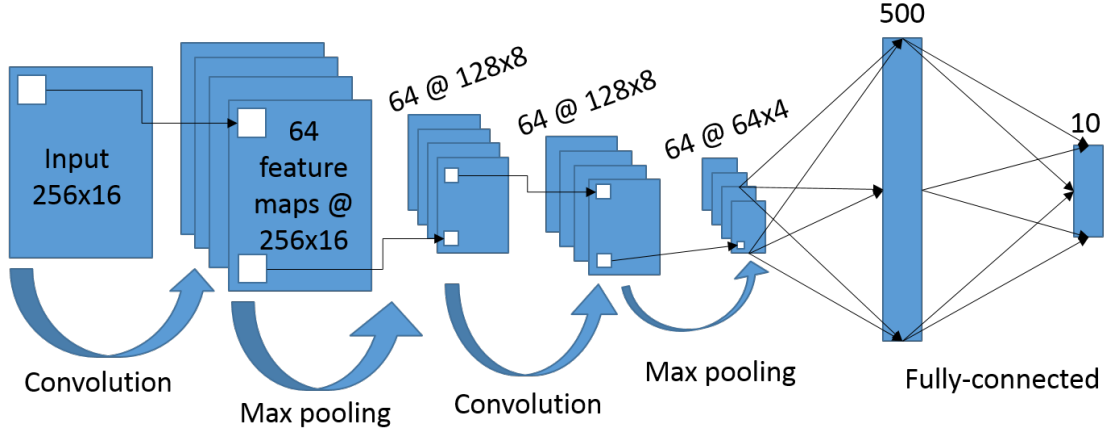 Input
256x16
64
feature
maps @
256x16
64 @ 128x8
64 @ 128x8
64 @ 64x4
500
10
Convolution
Max pooling
Convolution
Max pooling
Fully-connected